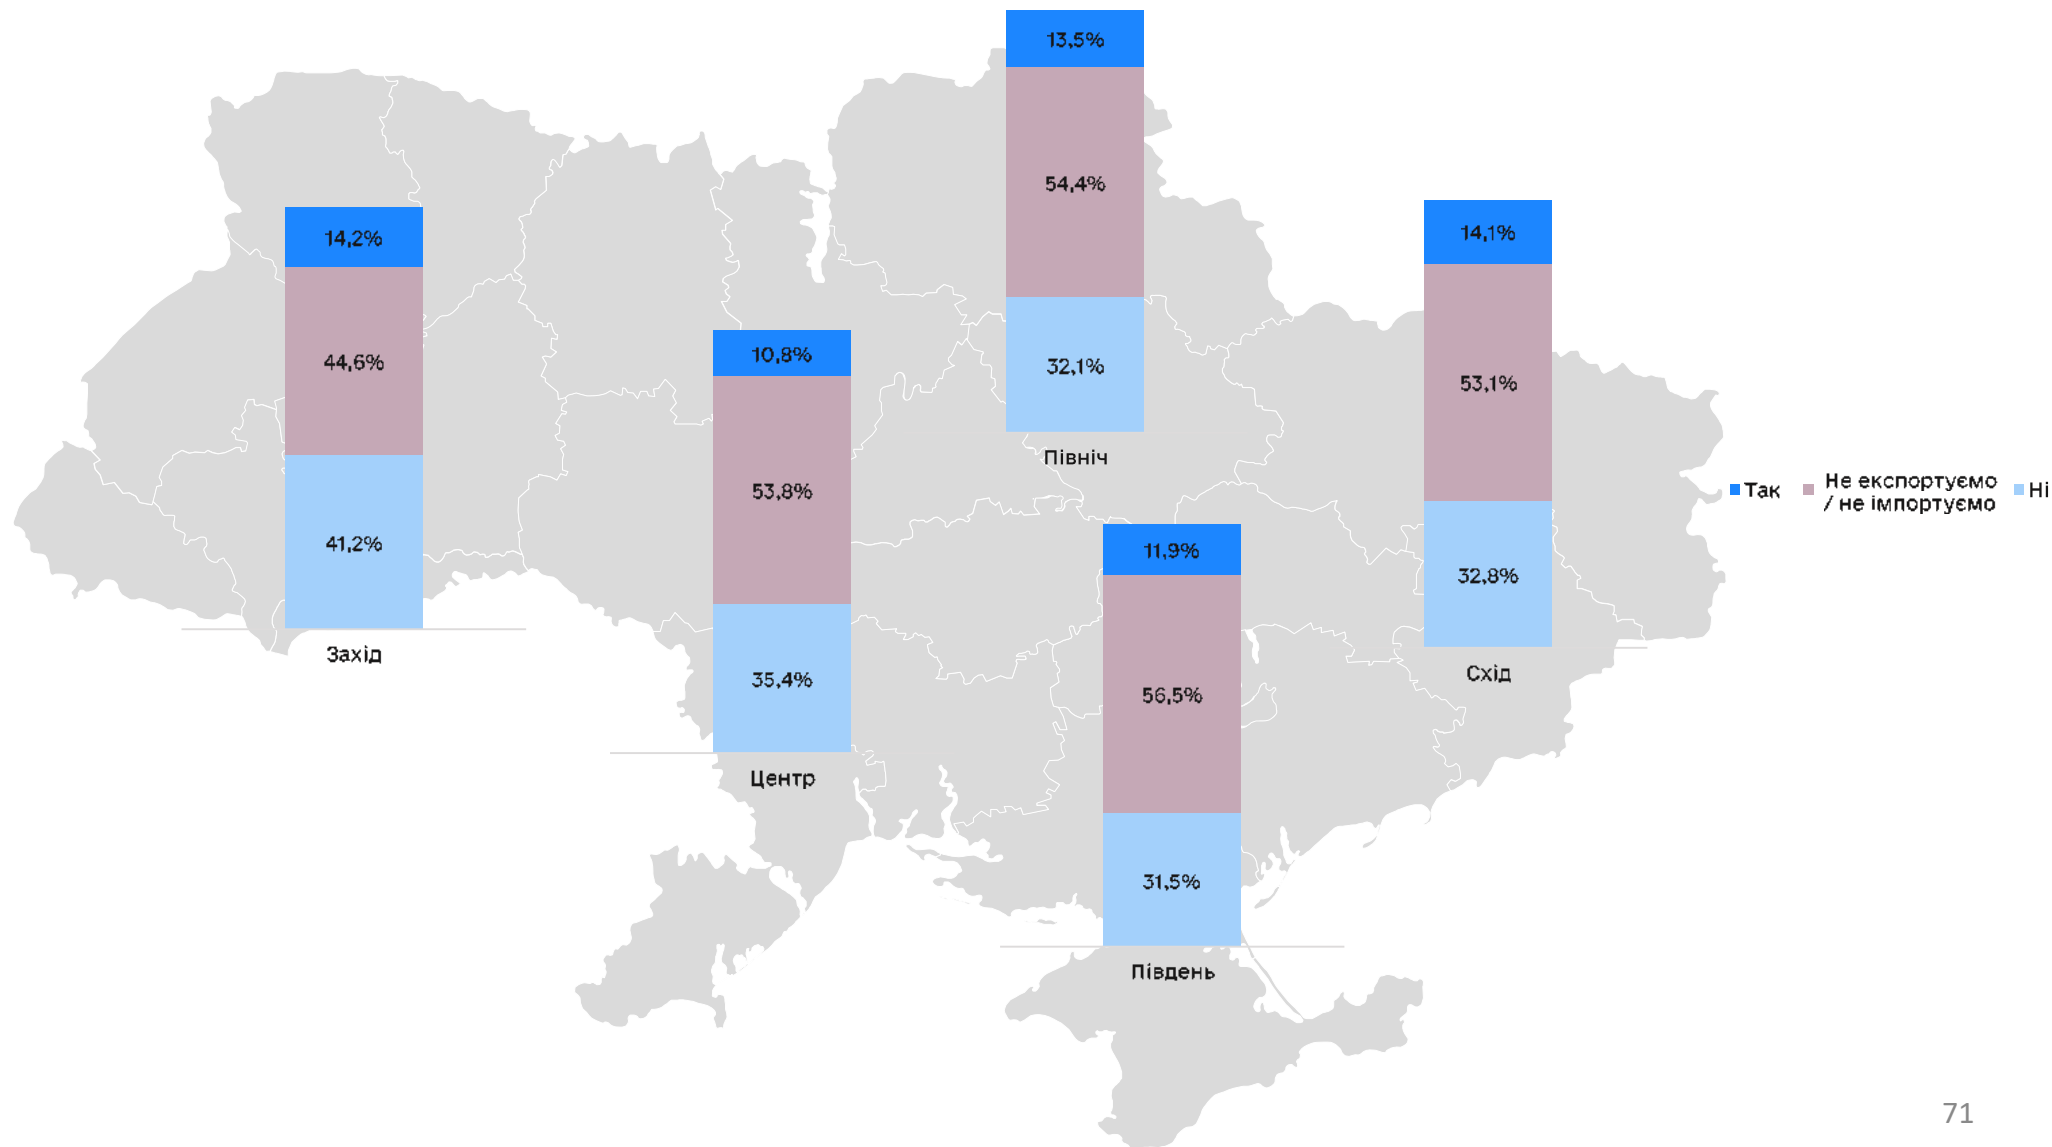 13,5%
54,4%
32,1%
Північ
14,2%
44,6%
41,2%
Захід
10,8%
53,8%
35,4%
Центр
14,1%
53,1%
32,8%
Схід
11,9%
56,5%
31,5%
Південь
Так
Не експортуємо
/ не імпортуємо
Ні
71